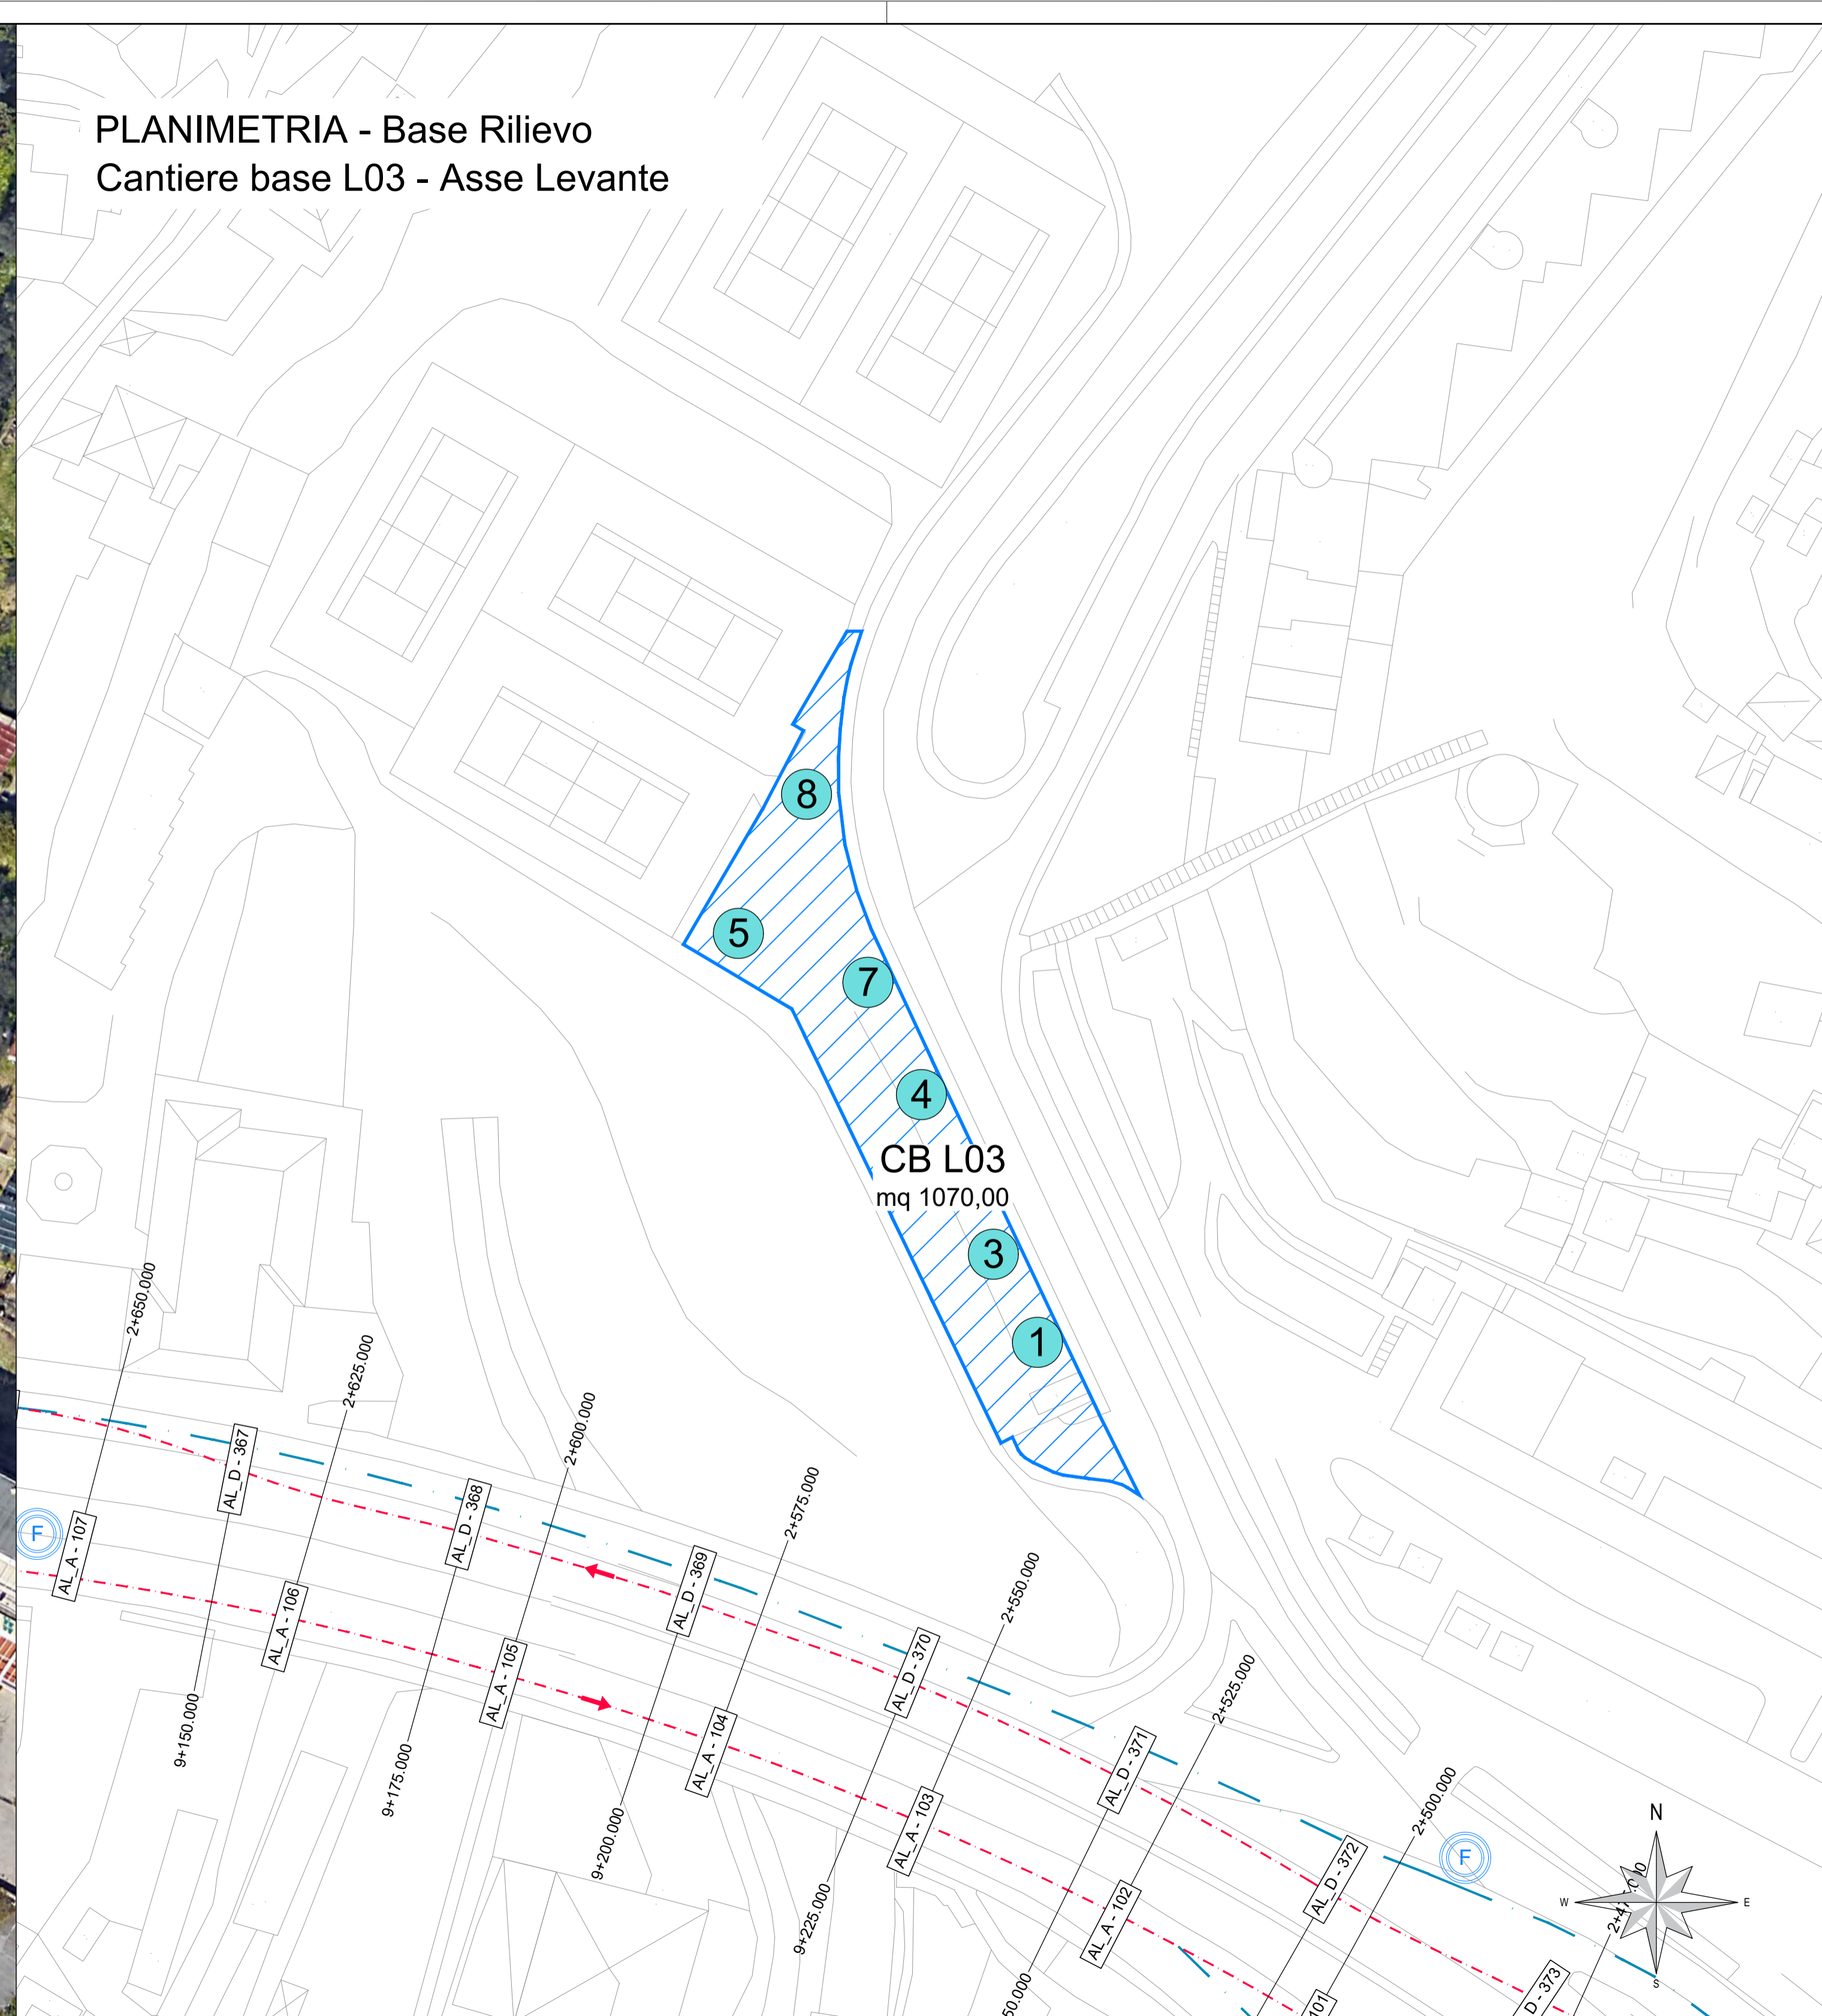 PLANIMETRIA - Base Rilievo
Cantiere base L03 - Asse Levante
8
5
7
4
CB L03
mq 1070,00
3
1
2+650.000
2+625.000
2+600.000
2+575.000
2+550.000
2+525.000
2+500.000
AL_D - 367
AL_D - 368
AL_D - 369
AL_D - 370
AL_D - 371
AL_D - 372
D - 373
F
AL_A - 107
AL_A - 106
AL_A - 105
AL_A - 104
AL_A - 103
AL_A - 102
101
9+150.000
9+175.000
9+200.000
9+225.000
50.000
F
N
W
E
S